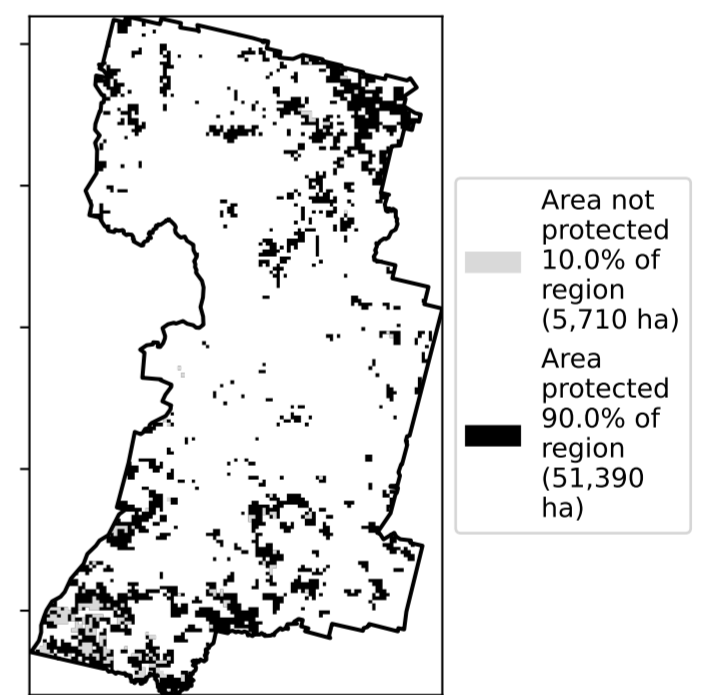 Area not
protected
10.0% of
region
(5,710 ha)
Area
protected
90.0% of
region
(51,390
ha)